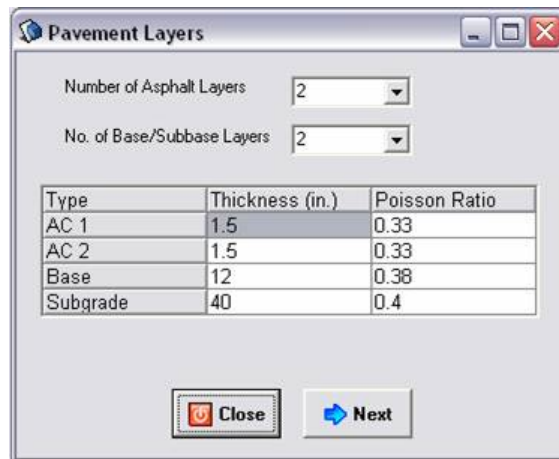 Pavement Layers
Number of Asphalt Layers 2
No. of Base/Subbase Layers 2
Type Thickness (in.) Poisson Ratio
AC 1 1.5 0.33
AC 2 1.5 0.33
Base 12 0.38
Subgrade 40 0.4
Close Next